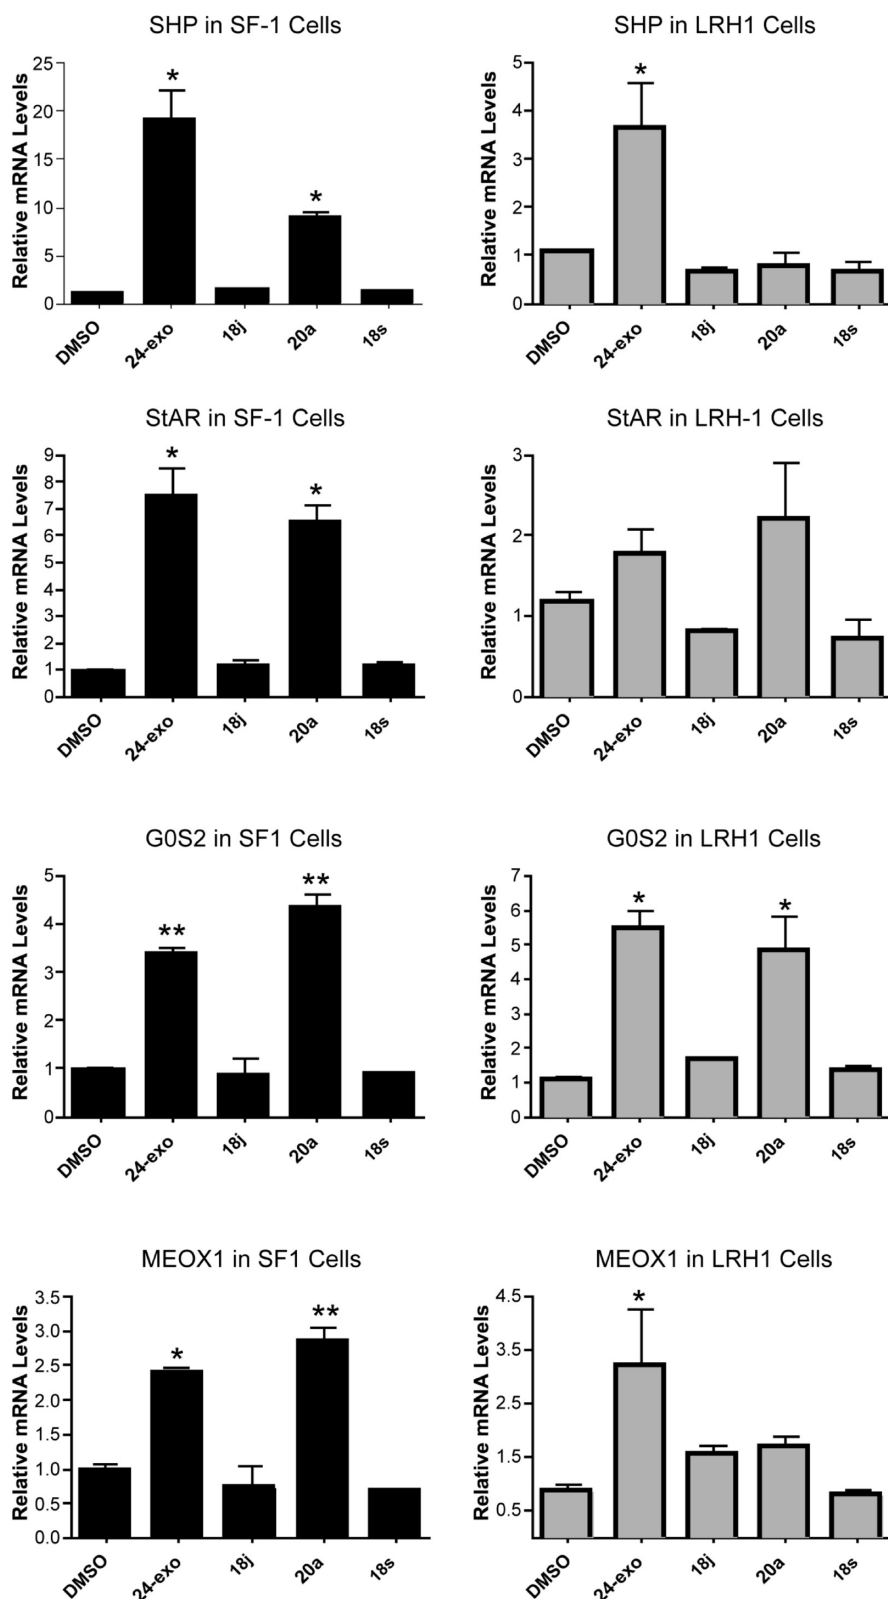 SHP in SF-1 Cells
Relative mRNA Levels
25
20
15
10
5
0
*
*
DMSO
24-exo
18j
20a
18s
SHP in LRH1 Cells
Relative mRNA Levels
5
4
3
2
1
0
*
DMSO
24-exo
18j
20a
18s
StAR in SF-1 Cells
Relative mRNA Levels
9
8
7
6
5
4
3
2
1
0
*
*
DMSO
24-exo
18j
20a
18s
StAR in LRH-1 Cells
Relative mRNA Levels
3
2
1
0
DMSO
24-exo
18j
20a
18s
G0S2 in SF1 Cells
Relative mRNA Levels
5
4
3
2
1
0
**
**
DMSO
24-exo
18j
20a
18s
G0S2 in LRH1 Cells
Relative mRNA Levels
7
6
5
4
3
2
1
0
*
*
DMSO
24-exo
18j
20a
18s
MEOX1 in SF1 Cells
Relative mRNA Levels
3.5
3.0
2.5
2.0
1.5
1.0
0.5
0.0
*
**
DMSO
24-exo
18j
20a
18s
MEOX1 in LRH1 Cells
Relative mRNA Levels
4.5
3.5
2.5
1.5
0.5
*
DMSO
24-exo
18j
20a
18s